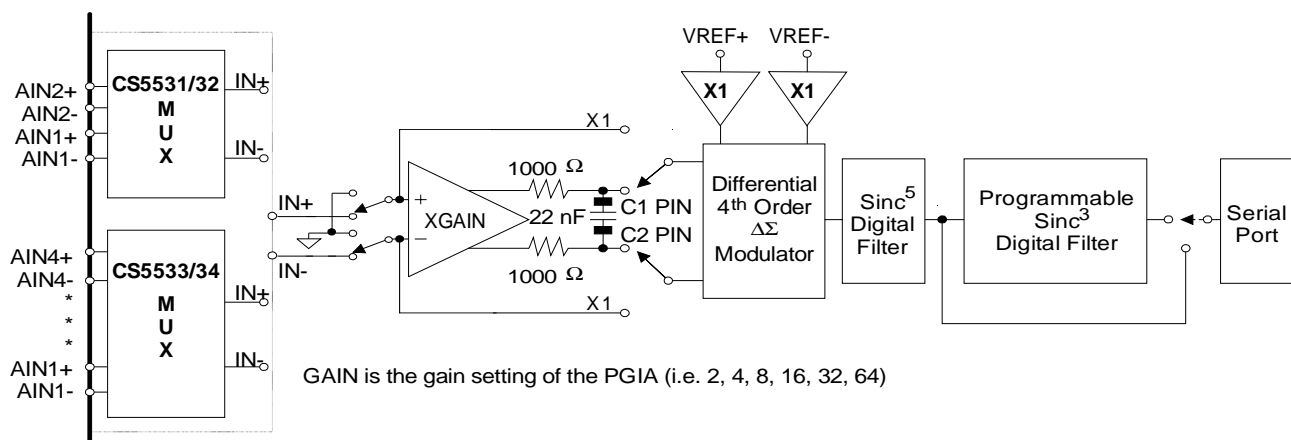 VREF+
VREF-
X1
X1
CS5531/32
M
U
X
IN+
IN-
AIN2+
AIN2-
AIN1+
AIN1-
X1
1000 Ω
IN+
IN-
+
XGAIN
−
22 nF
C1 PIN
C2 PIN
1000 Ω
X1
Differential
4th Order
ΔΣ
Modulator
Sinc5
Digital
Filter
Programmable
Sinc3
Digital Filter
Serial
Port
CS5533/34
M
U
X
IN+
IN-
AIN4+
AIN4-
*
*
*
AIN1+
AIN1-
GAIN is the gain setting of the PGIA (i.e. 2, 4, 8, 16, 32, 64)